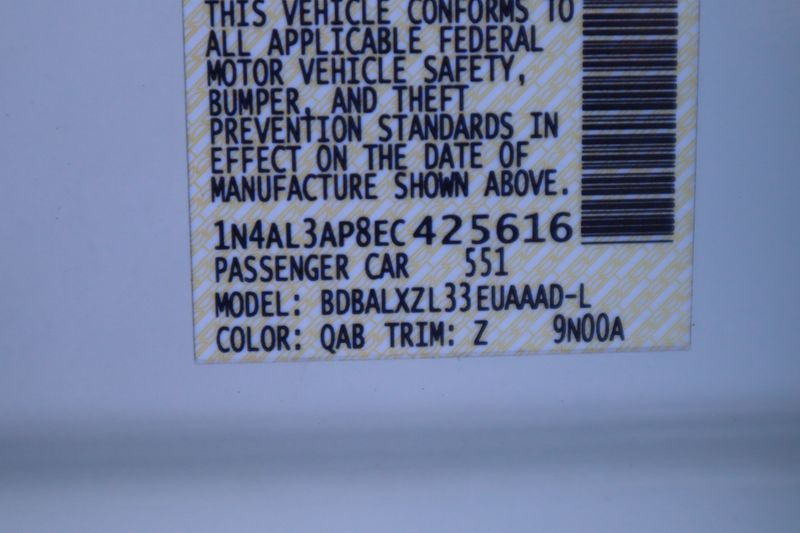 THIS VEHICLE CONFORMS TO
ALL APPLICABLE FEDERAL
MOTOR VEHICLE SAFETY,
BUMPER, AND THEFT
PREVENTION STANDARDS IN
EFFECT ON THE DATE OF
MANUFACTURE SHOWN ABOVE.
1N4AL3AP8EC425616
PASSENGER CAR 551
MODEL: BDBALXZL33EUAAAD-L
COLOR: QAB TRIM: Z 9N00A